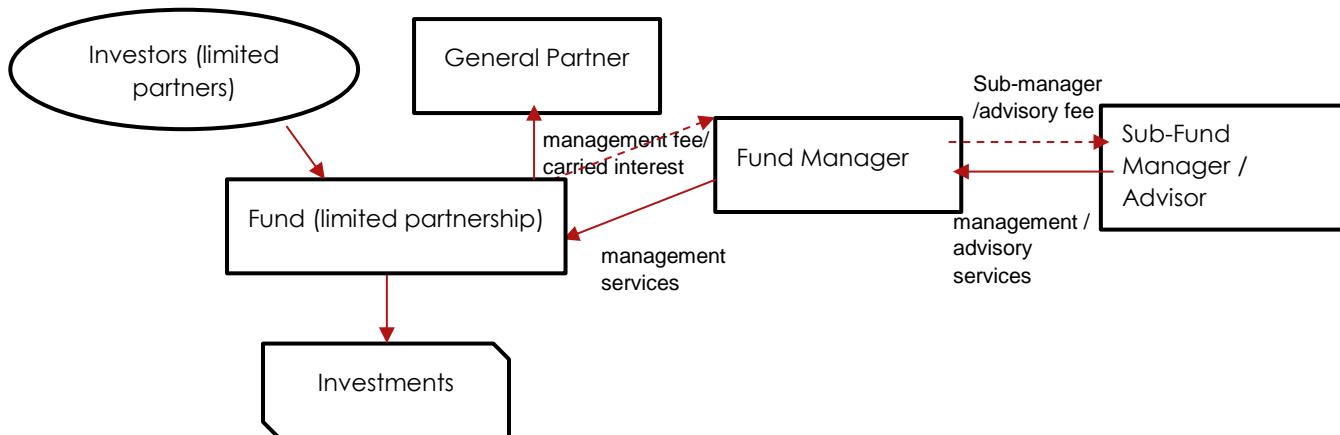 Investors (limited
partners)
General Partner
management fee/
carried interest
Fund Manager
Sub-manager
/advisory fee
Sub-Fund
Manager /
Advisor
Fund (limited partnership)
management
services
management /
advisory
services
Investments